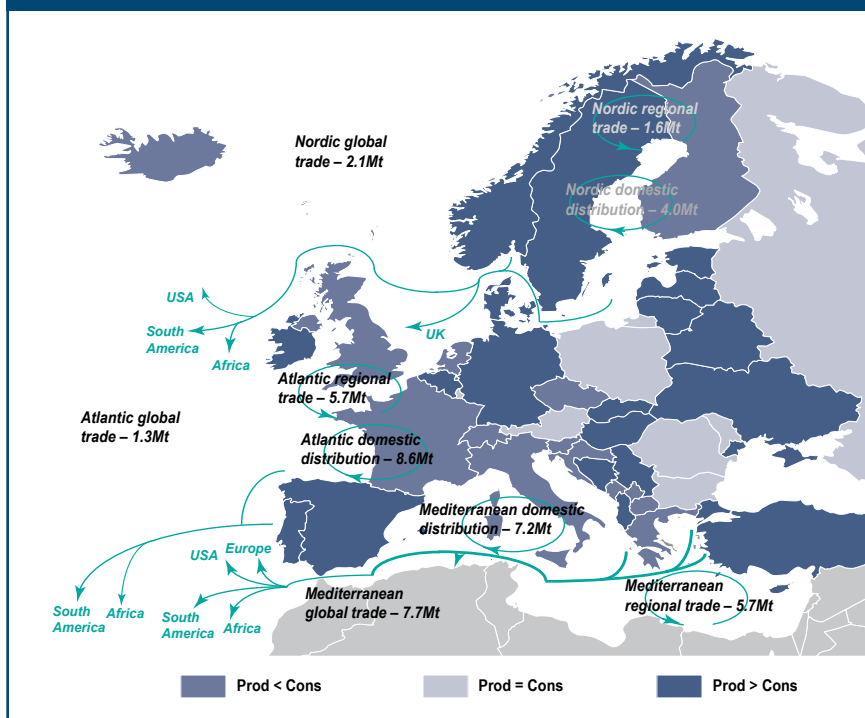 Nordic regional
trade – 1.6Mt
Nordic global
trade – 2.1Mt
Nordic domestic
distribution – 4.0Mt
USA
South
America
Africa
UK
Atlantic regional
trade – 5.7Mt
Atlantic global
trade – 1.3Mt
Atlantic domestic
distribution – 8.6Mt
Mediterranean domestic
distribution – 7.2Mt
USA
Europe
South
America
Africa
South
America
Africa
Mediterranean
global trade – 7.7Mt
Mediterranean
regional trade – 5.7Mt
Prod < Cons
Prod = Cons
Prod > Cons